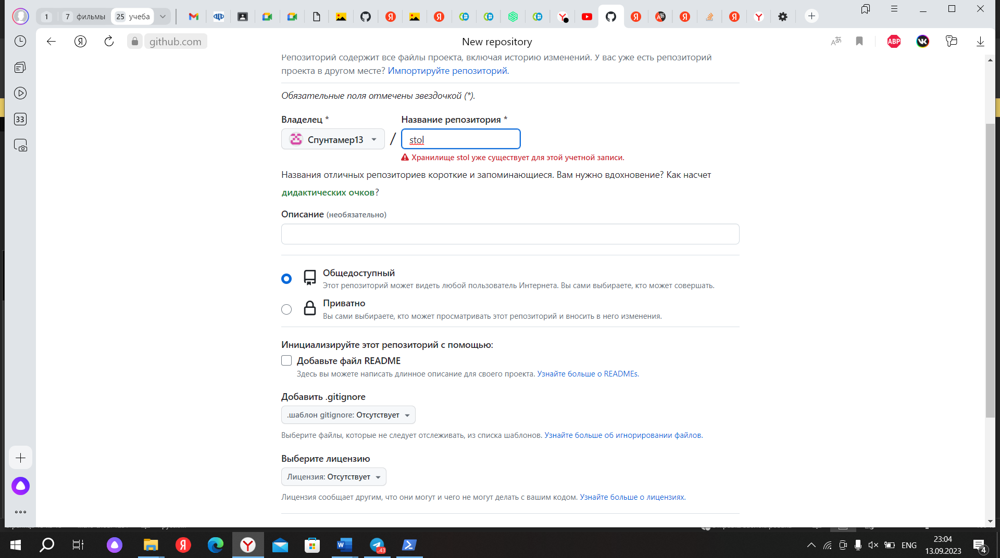 1
7 фильмы
25 учеба
github.com
New repository
33
Репозиторий содержит все файлы проекта, включая историю изменений. У вас уже есть репозиторий
проекта в другом месте? Импортируйте репозиторий.
Обязательные поля отмечены звездочкой (*).
Владелец *
Название репозитория *
Спунтамер13
/
stol
Хранилище stol уже существует для этой учетной записи.
Названия отличных репозиториев короткие и запоминающиеся. Вам нужно вдохновение? Как насчет
дидактических очков?
Описание (необязательно)
Общедоступный
Этот репозиторий может видеть любой пользователь Интернета. Вы сами выбираете, кто может совершать.
Приватно
Вы сами выбираете, кто может просматривать этот репозиторий и вносить в него изменения.
Инициализируйте этот репозиторий с помощью:
Добавьте файл README
Здесь вы можете написать длинное описание для своего проекта. Узнайте больше о READMEs.
Добавить .gitignore
.шаблон gitignore: Отсутствует
Выберите файлы, которые не следует отслеживать, из списка шаблонов. Узнайте больше об игнорировании файлов.
Выберите лицензию
Лицензия: Отсутствует
Лицензия сообщает другим, что они могут и чего не могут делать с вашим кодом. Узнайте больше о лицензиях.
ABP
43
ENG
23:04
13.09.2023
4